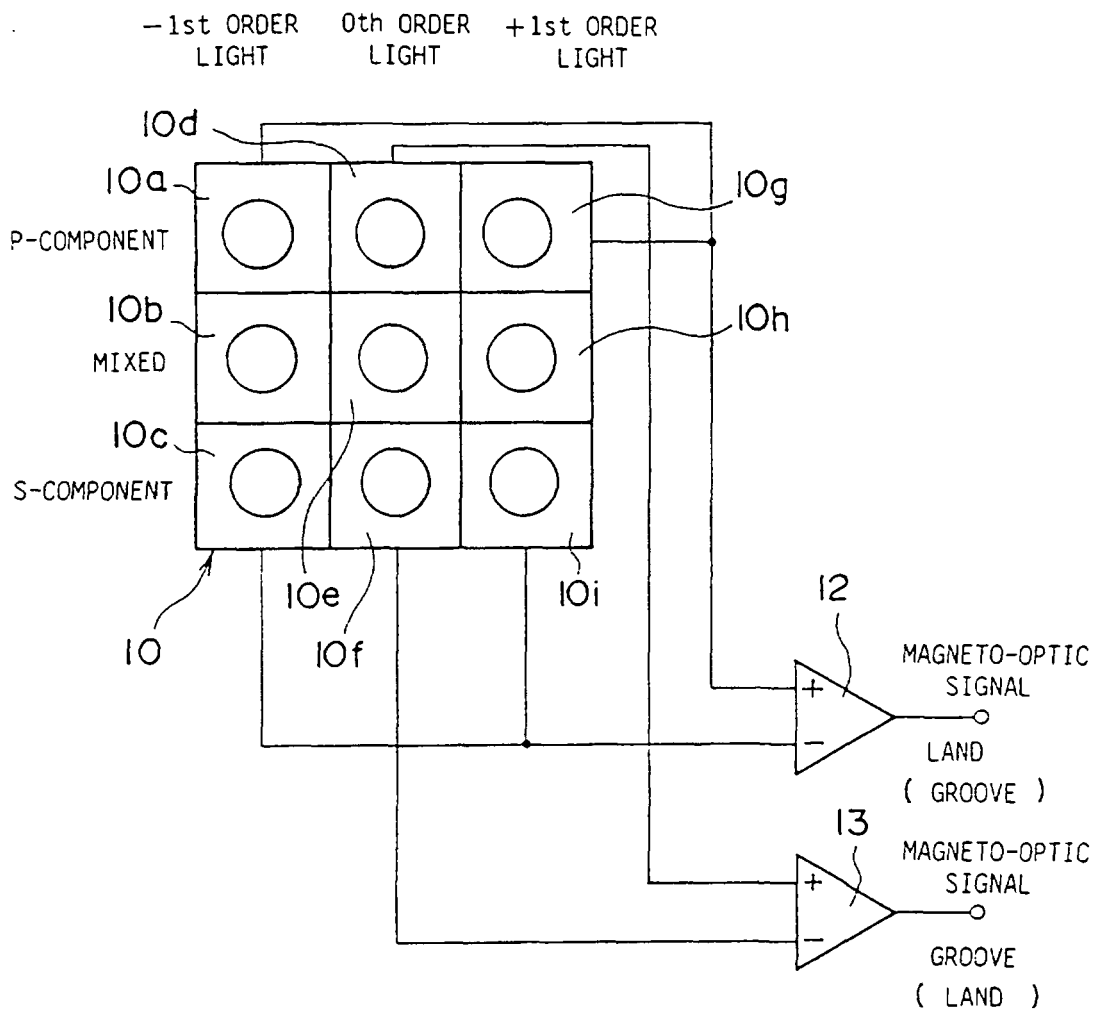 −1st ORDER LIGHT
0th ORDER LIGHT
+1st ORDER LIGHT
10d
10a
10g
P-COMPONENT
10b
10h
MIXED
10c
S-COMPONENT
10e
10i
10
10f
12
+
−
MAGNETO-OPTIC
SIGNAL
LAND
( GROOVE )
13
+
−
MAGNETO-OPTIC
SIGNAL
GROOVE
( LAND )